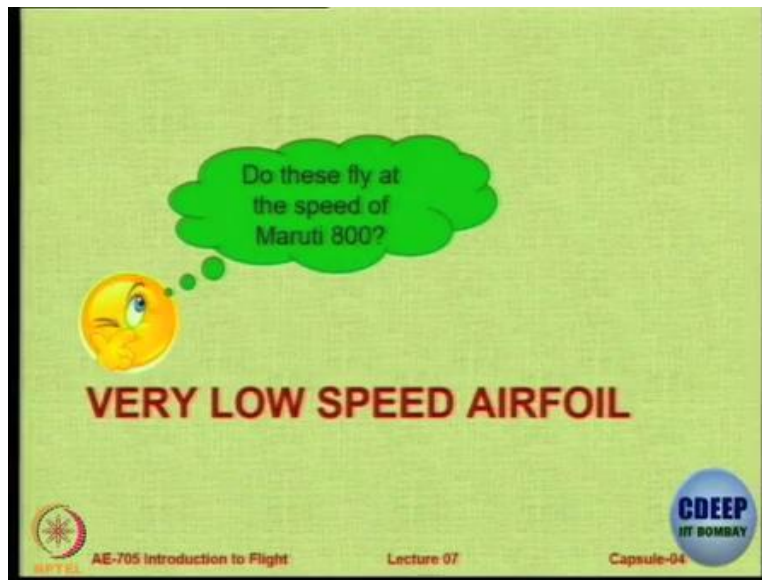 Do these fly at
the speed of
Maruti 800?
VERY LOW SPEED AIRFOIL
CDEEP
IIT BOMBAY
NPTEL
AE-705 Introduction to Flight
Lecture 07
Capsule-04